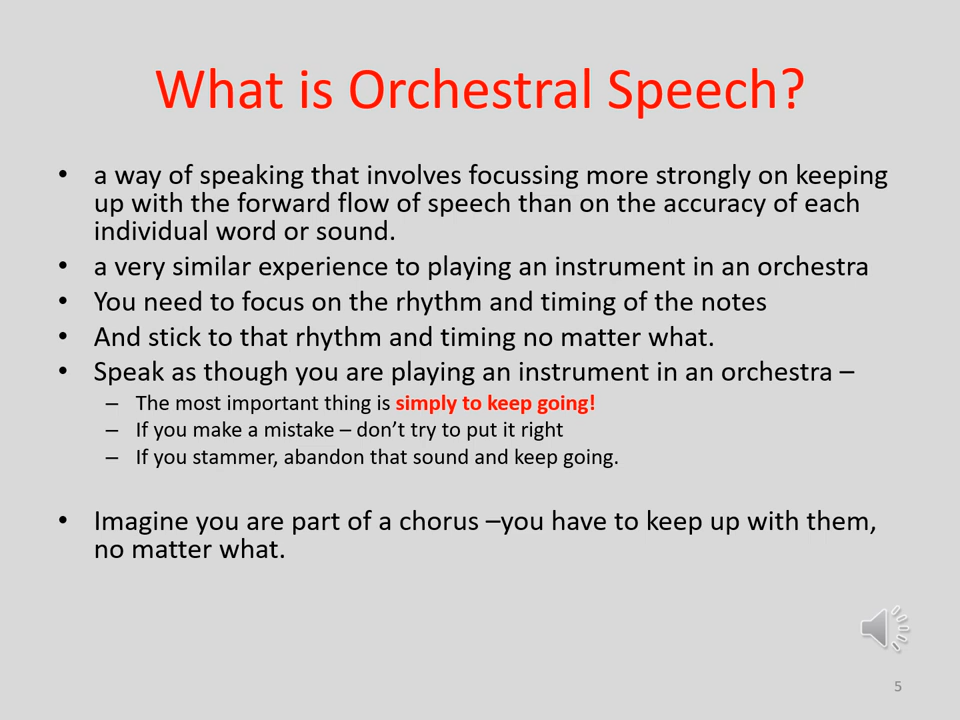 What is Orchestral Speech?
• a way of speaking that involves focussing more strongly on keeping
up with the forward flow of speech than on the accuracy of each
individual word or sound.
• a very similar experience to playing an instrument in an orchestra
• You need to focus on the rhythm and timing of the notes
• And stick to that rhythm and timing no matter what.
• Speak as though you are playing an instrument in an orchestra –
– The most important thing is simply to keep going!
– If you make a mistake – don’t try to put it right
– If you stammer, abandon that sound and keep going.
• Imagine you are part of a chorus –you have to keep up with them,
no matter what.
5